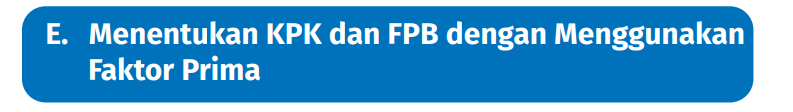 E. Menentukan KPK dan FPB dengan Menggunakan
Faktor Prima